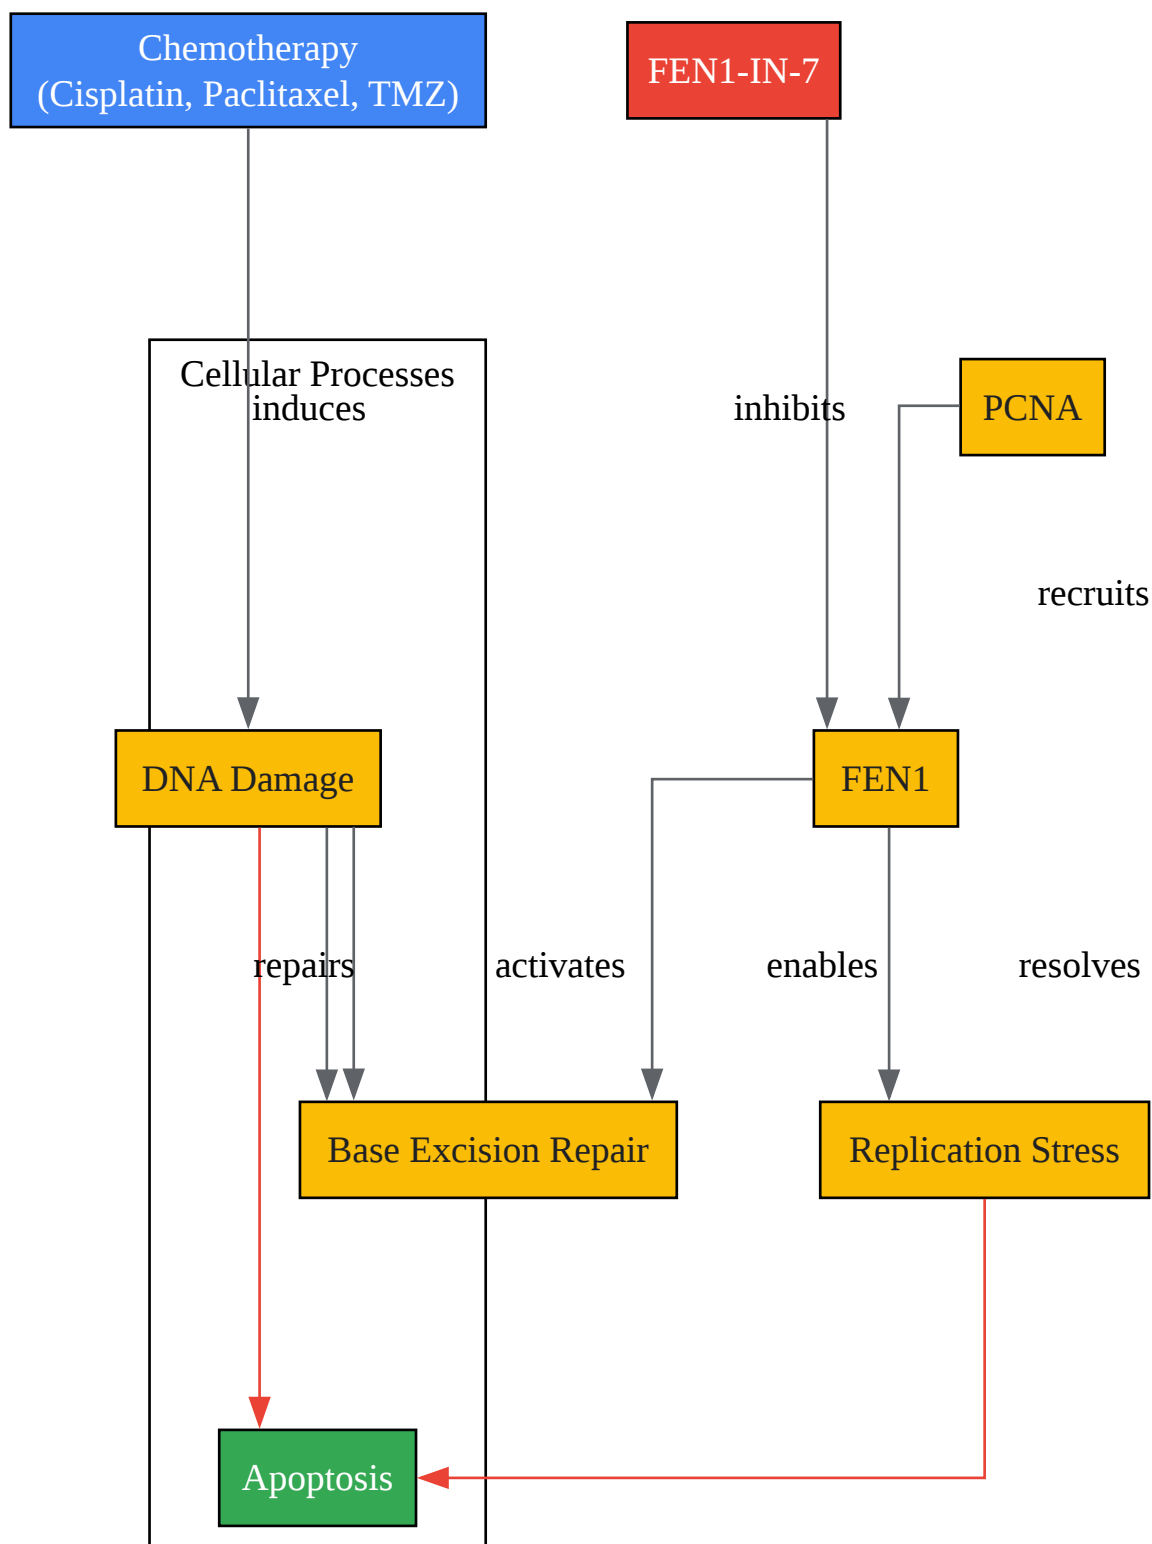 Chemotherapy
(Cisplatin, Paclitaxel, TMZ)
FEN1-IN-7
Cellular Processes
induces
inhibits
PCNA
recruits
DNA Damage
FEN1
repairs
activates
enables
resolves
Base Excision Repair
Replication Stress
Apoptosis